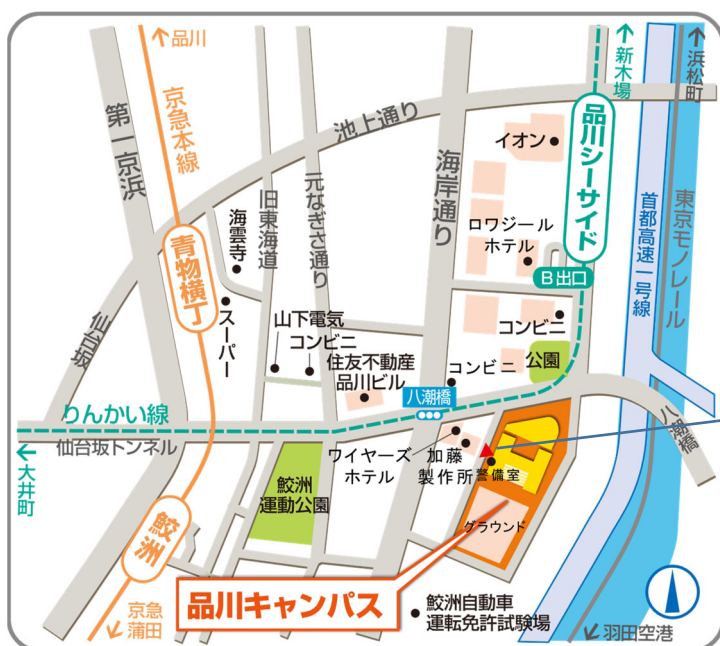 品川
京急本線
第一京浜
池上通り
海岸通り
イオン
品川シーサイド
新木場
浜松町
首都高速一号線
東京モノレール
海雲寺
旧東海道
元なぎさ通り
ロワジール
ホテル
B出口
青物横丁
仙台坂
スーパー
山下電気
コンビニ
住友不動産
品川ビル
コンビニ
コンビニ
公園
八潮橋
りんかい線
仙台坂トンネル
大井町
ワイヤーズ
ホテル
加藤
製作所
警備室
八潮橋
鮫洲
運動公園
グラウンド
鮫洲
品川キャンパス
京急
蒲田
鮫洲自動車
運転免許試験場
羽田空港